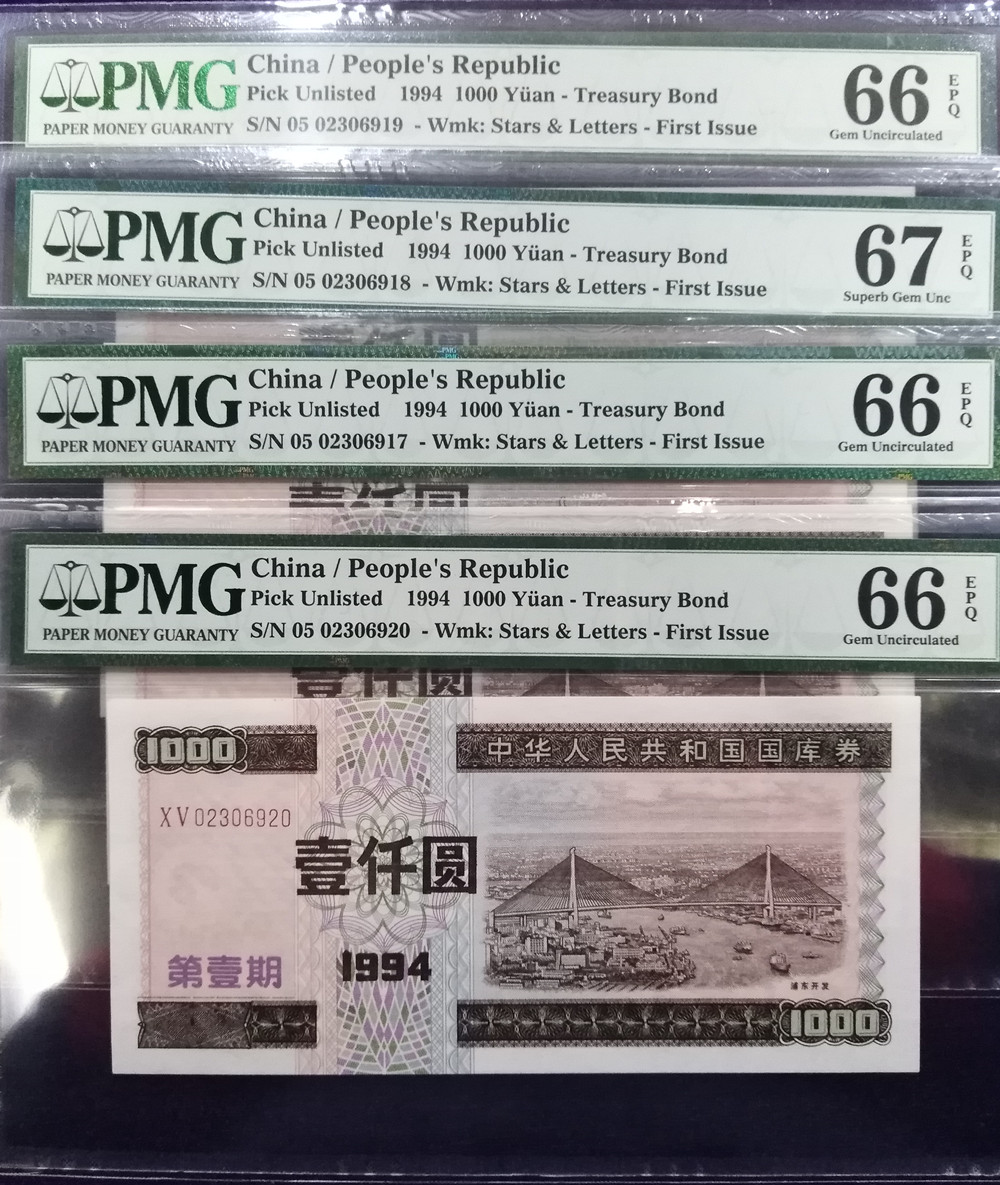 PMG
PAPER MONEY GUARANTY
China / People's Republic
Pick Unlisted 1994 1000 Yüan - Treasury Bond
S/N 05 02306919 - Wmk: Stars & Letters - First Issue
66
EPQ
Gem Uncirculated
PMG
PAPER MONEY GUARANTY
China / People's Republic
Pick Unlisted 1994 1000 Yüan - Treasury Bond
S/N 05 02306918 - Wmk: Stars & Letters - First Issue
67
EPQ
Superb Gem Unc
PMG
PAPER MONEY GUARANTY
China / People's Republic
Pick Unlisted 1994 1000 Yüan - Treasury Bond
S/N 05 02306917 - Wmk: Stars & Letters - First Issue
66
EPQ
Gem Uncirculated
壹仟圆
PMG
PAPER MONEY GUARANTY
China / People's Republic
Pick Unlisted 1994 1000 Yüan - Treasury Bond
S/N 05 02306920 - Wmk: Stars & Letters - First Issue
66
EPQ
Gem Uncirculated
壹仟圆
1000
中华人民共和国国库券
XV02306920
壹仟圆
第壹期
1994
浦东开发
1000